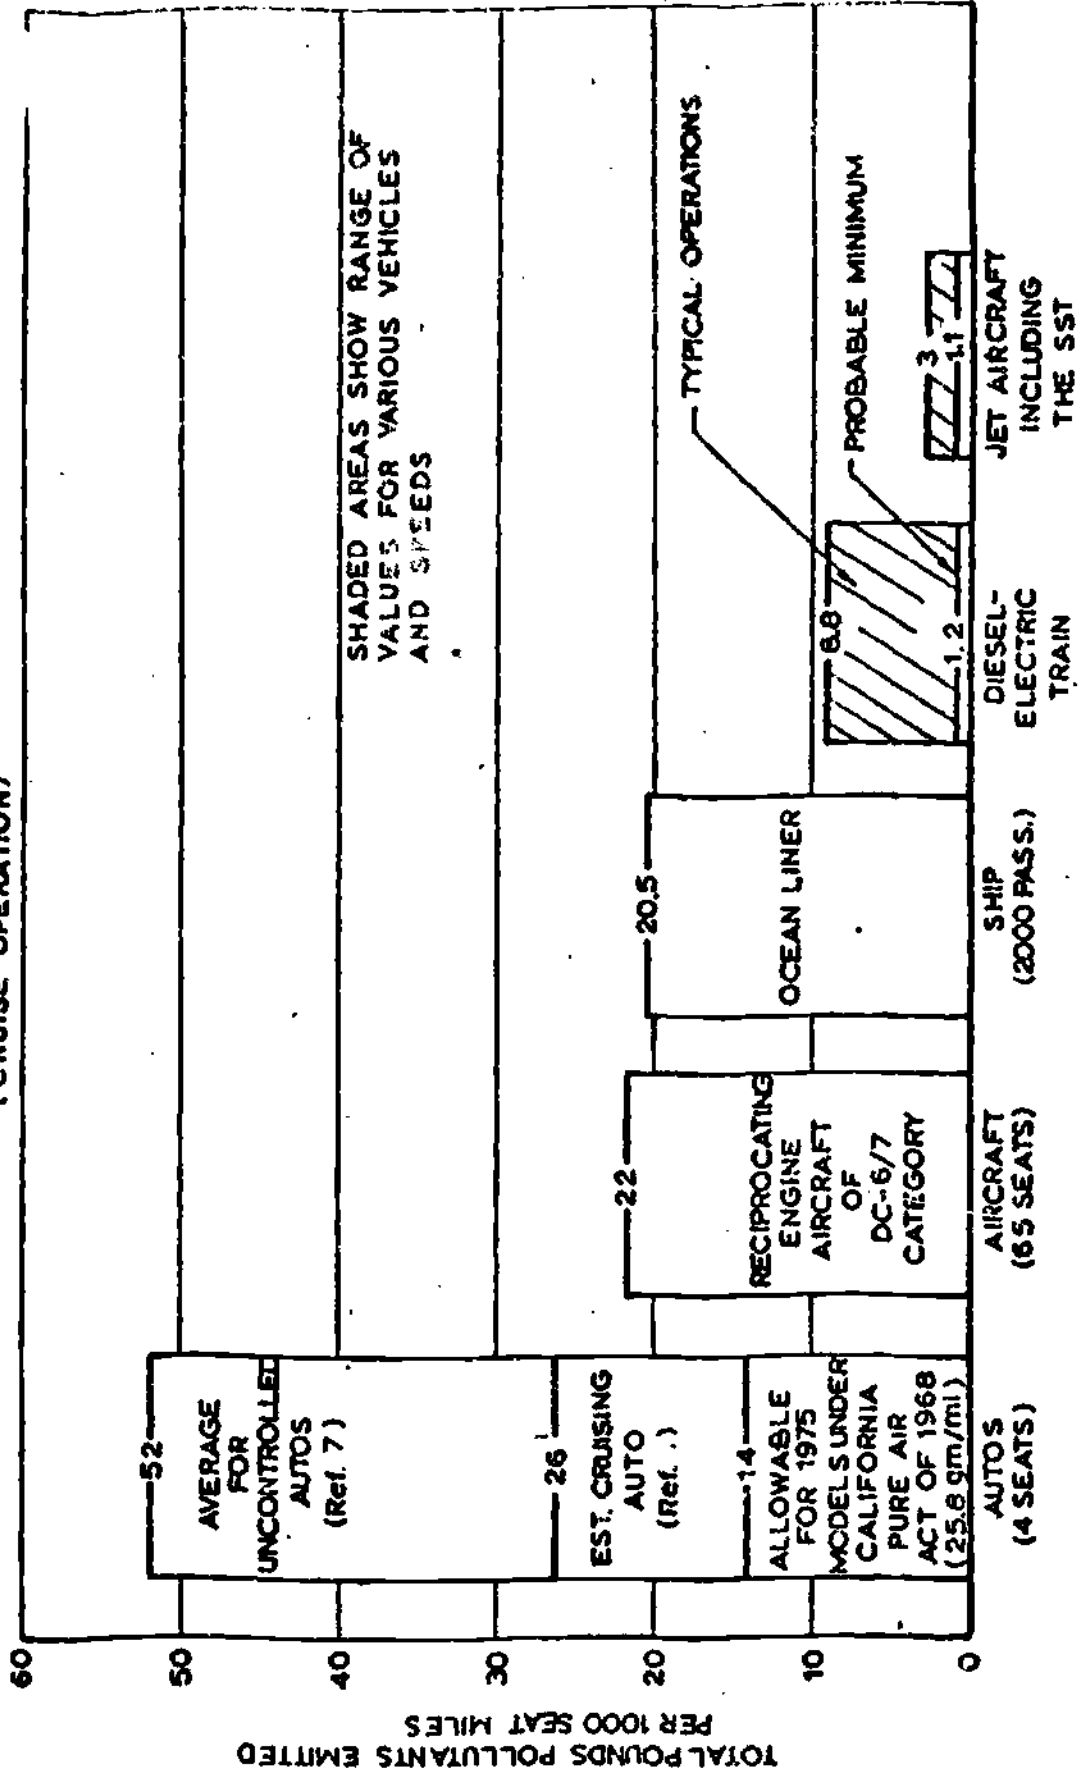 (CRUISE OPERATION)
TOTAL POUNDS POLLUTANTS EMITTED
PER 1000 SEAT MILES
60
50
40
30
20
10
0
SHADED AREAS SHOW RANGE OF
VALUES FOR VARIOUS VEHICLES
AND SPEEDS
52
AVERAGE
FOR
UNCONTROLLED
AUTOS
(Ref. 7)
26
EST. CRUISING
AUTO
(Ref. .)
14
ALLOWABLE
FOR 1975
MODELS UNDER
CALIFORNIA
PURE AIR
ACT OF 1968
(25.8 gm/mi)
AUTOS
(4 SEATS)
22
RECIPROCATING
ENGINE
AIRCRAFT
OF
DC-6/7
CATEGORY
AIRCRAFT
(65 SEATS)
20.5
OCEAN LINER
SHIP
(2000 PASS.)
8.8
1.2
DIESEL-
ELECTRIC
TRAIN
TYPICAL OPERATIONS
PROBABLE MINIMUM
3
1.1
JET AIRCRAFT
INCLUDING
THE SST